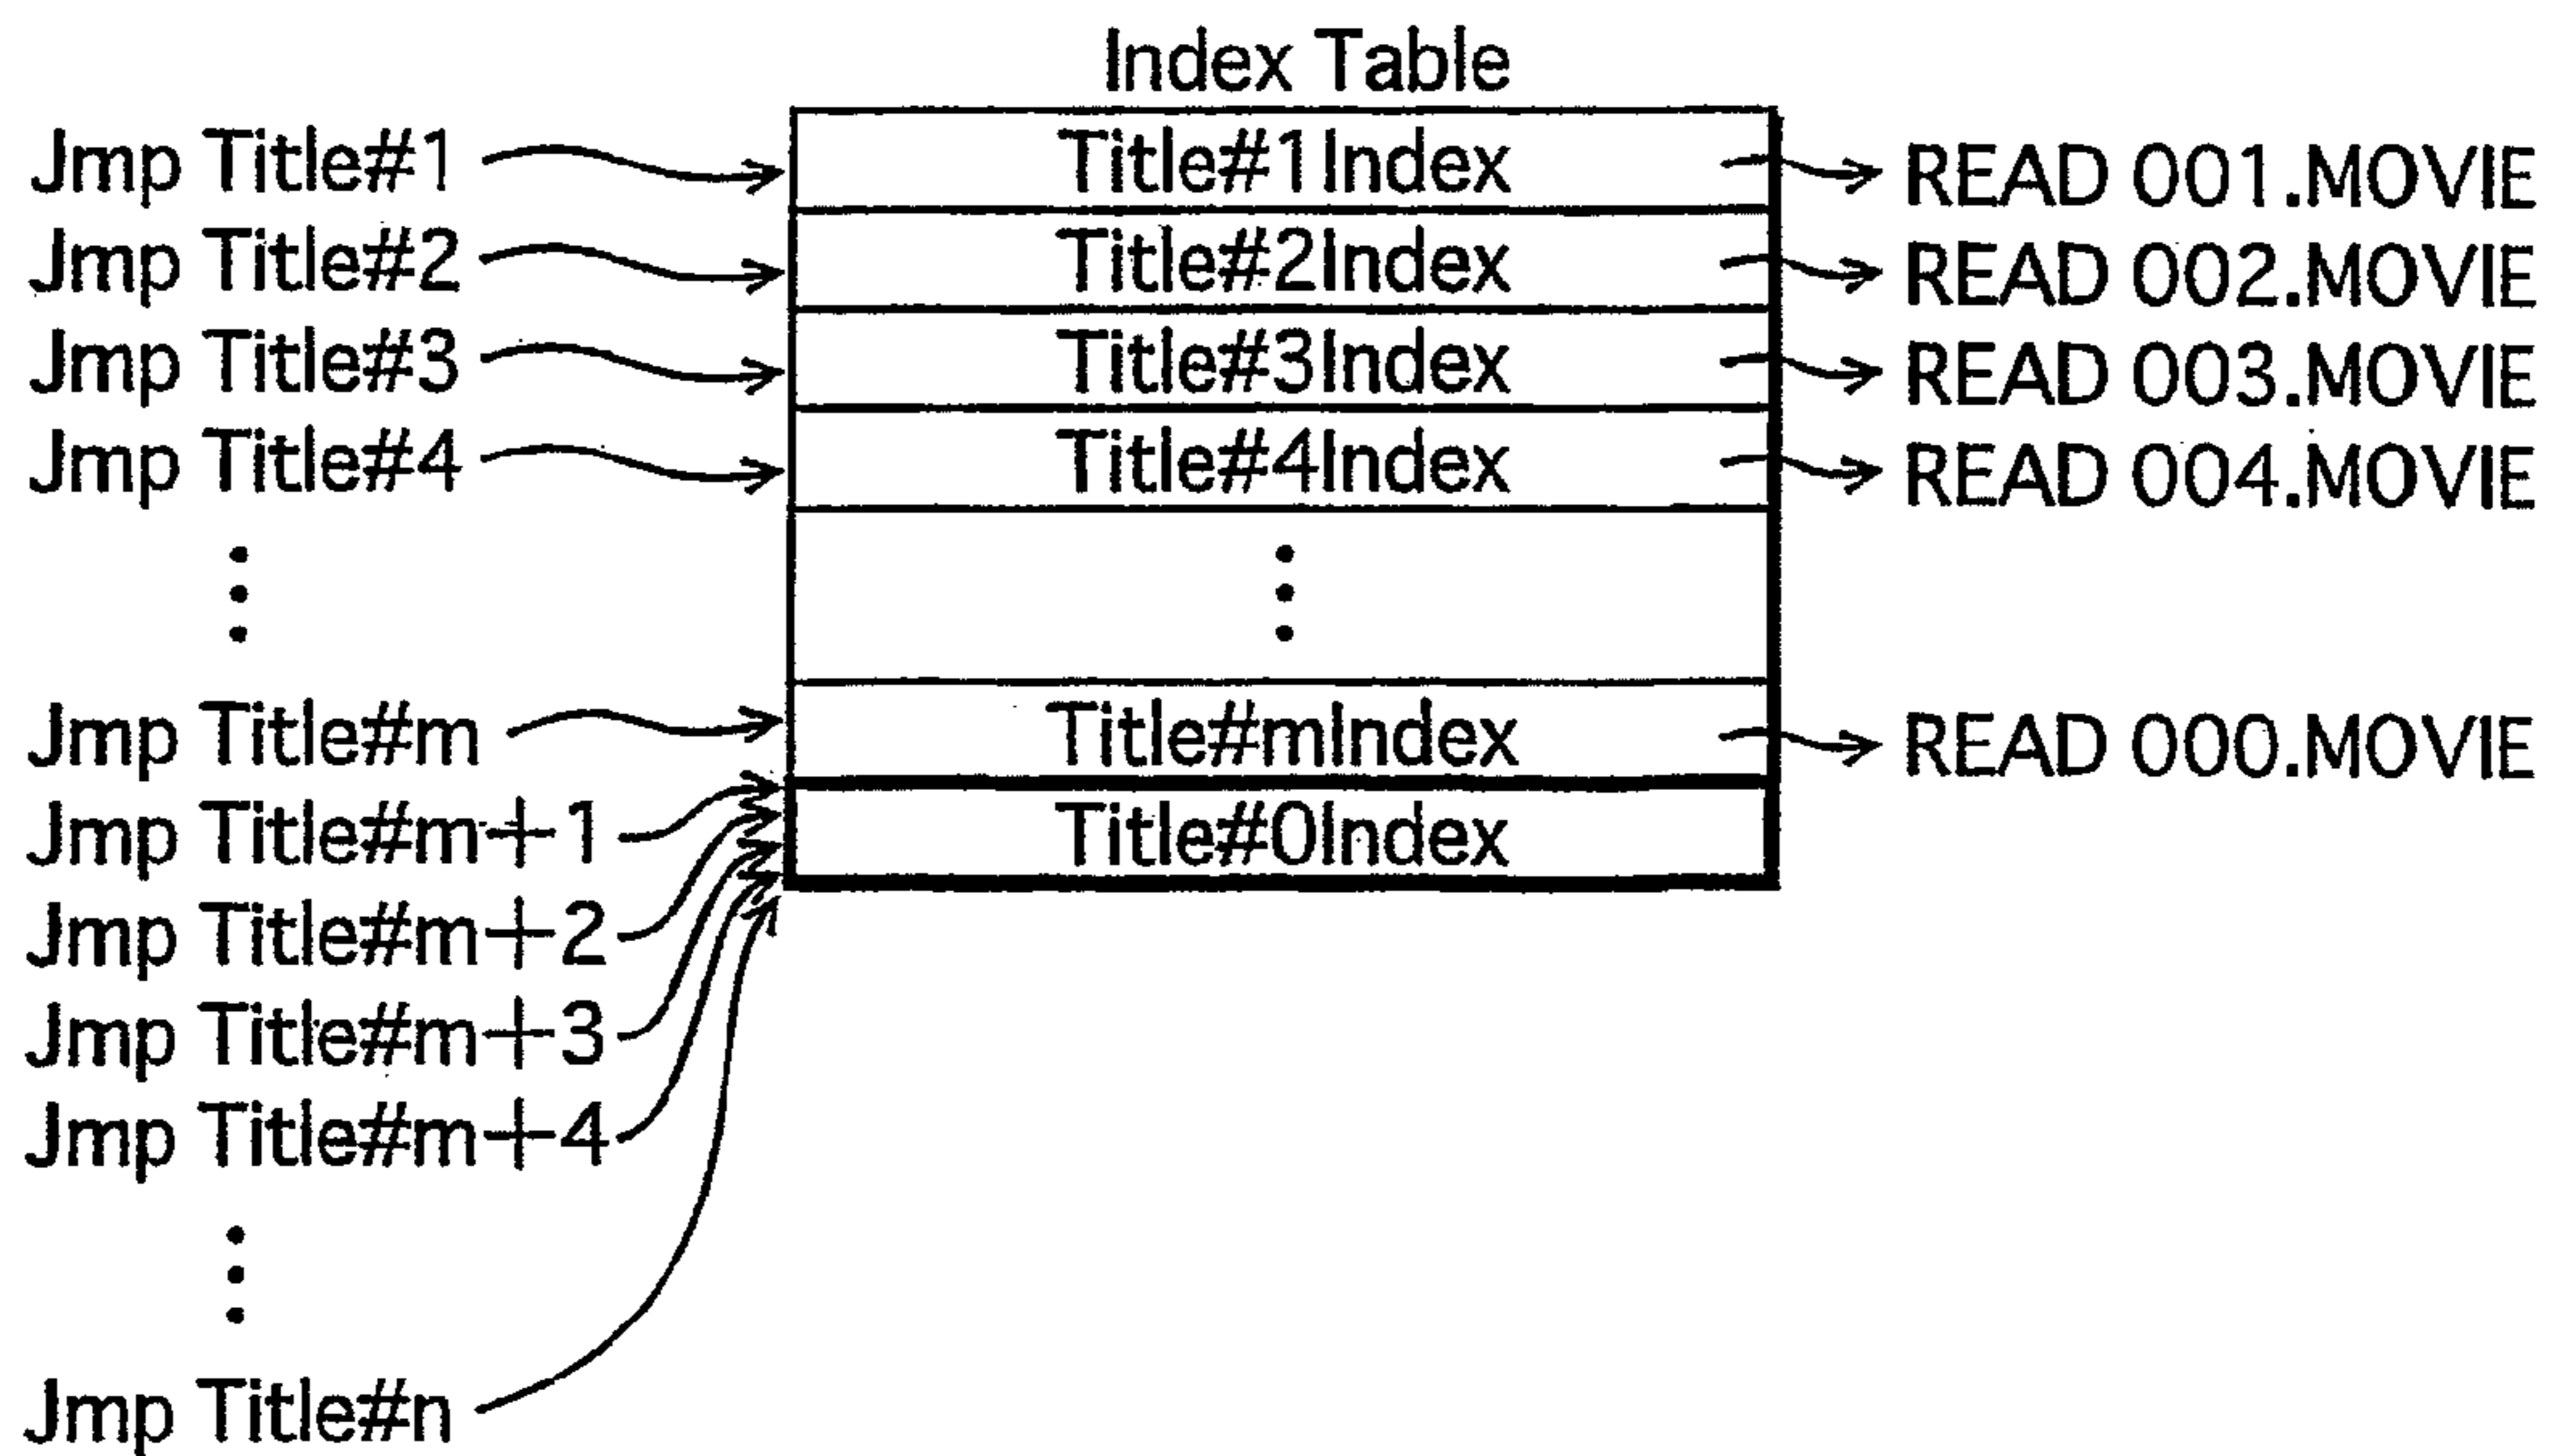 Index Table
Jmp Title#1 Title#1Index READ 001.MOVIE
Jmp Title#2 Title#2Index READ 002.MOVIE
Jmp Title#3 Title#3Index READ 003.MOVIE
Jmp Title#4 Title#4Index READ 004.MOVIE
Jmp Title#m Title#mIndex READ 000.MOVIE
Jmp Title#m+1 Title#0Index
Jmp Title#m+2
Jmp Title#m+3
Jmp Title#m+4
Jmp Title#n